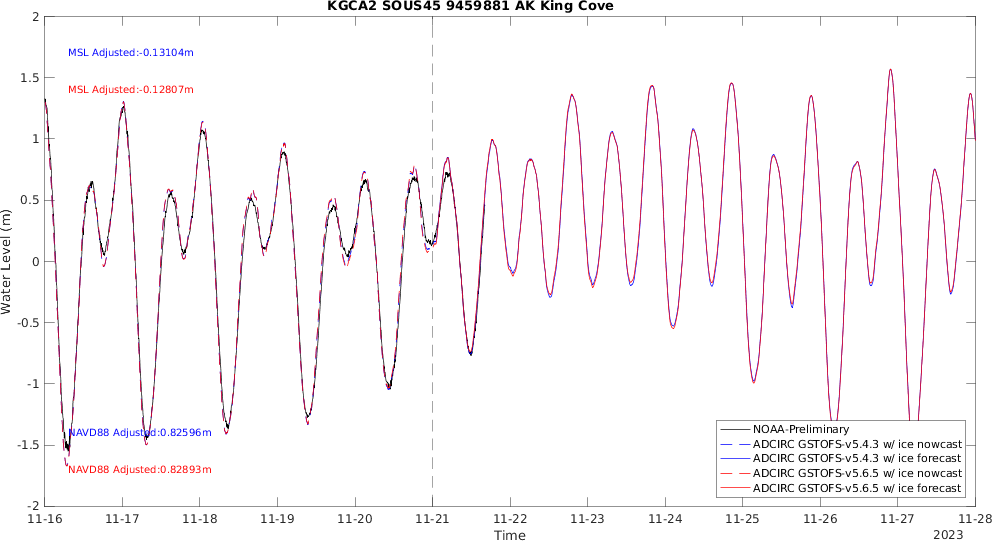 KGCA2 SOUS45 9459881 AK King Cove
2
1.5
1
0.5
0
-0.5
-1
-1.5
-2
Water Level (m)
MSL Adjusted:-0.13104m
MSL Adjusted:-0.12807m
NAVD88 Adjusted:0.82596m
NAVD88 Adjusted:0.82893m
NOAA-Preliminary
ADCIRC GSTOFS-v5.4.3 w/ ice nowcast
ADCIRC GSTOFS-v5.4.3 w/ ice forecast
ADCIRC GSTOFS-v5.6.5 w/ ice nowcast
ADCIRC GSTOFS-v5.6.5 w/ ice forecast
11-16 11-17 11-18 11-19 11-20 11-21 11-22 11-23 11-24 11-25 11-26 11-27 11-28
Time
2023